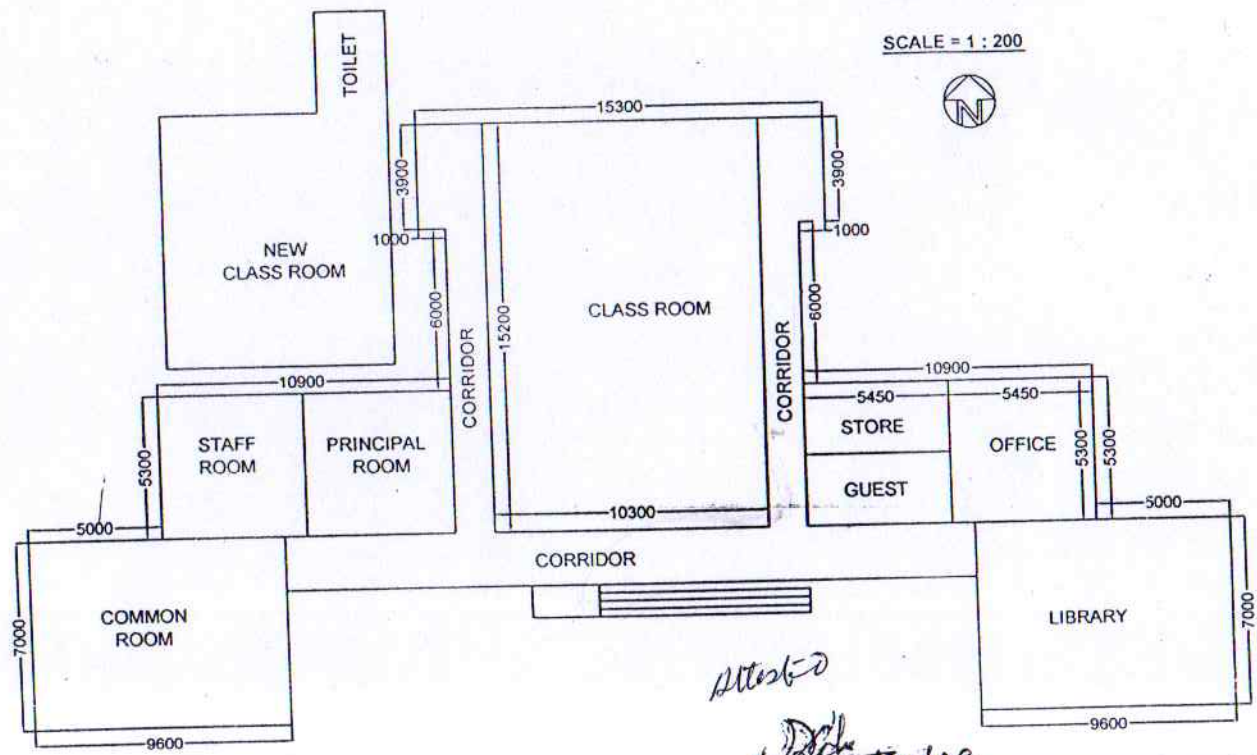 TOILET
SCALE = 1 : 200
N
15300
3900
3900
1000
1000
NEW
CLASS ROOM
CLASS ROOM
6000
6000
15200
CORRIDOR
CORRIDOR
10900
10900
5450
5450
STAFF
ROOM
PRINCIPAL
ROOM
STORE
OFFICE
GUEST
5300
5300
5300
5000
10300
5000
CORRIDOR
COMMON
ROOM
LIBRARY
7000
7000
9600
9600